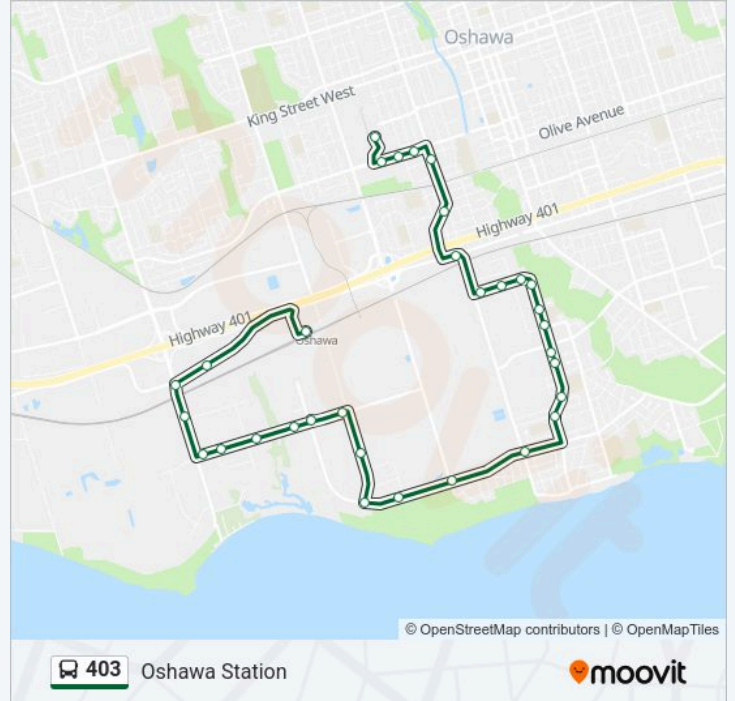 Oshawa
King Street West
Olive Avenue
Highway 401
Highway 401
Oshawa
© OpenStreetMap contributors | © OpenMapTiles
403 Oshawa Station
moovit